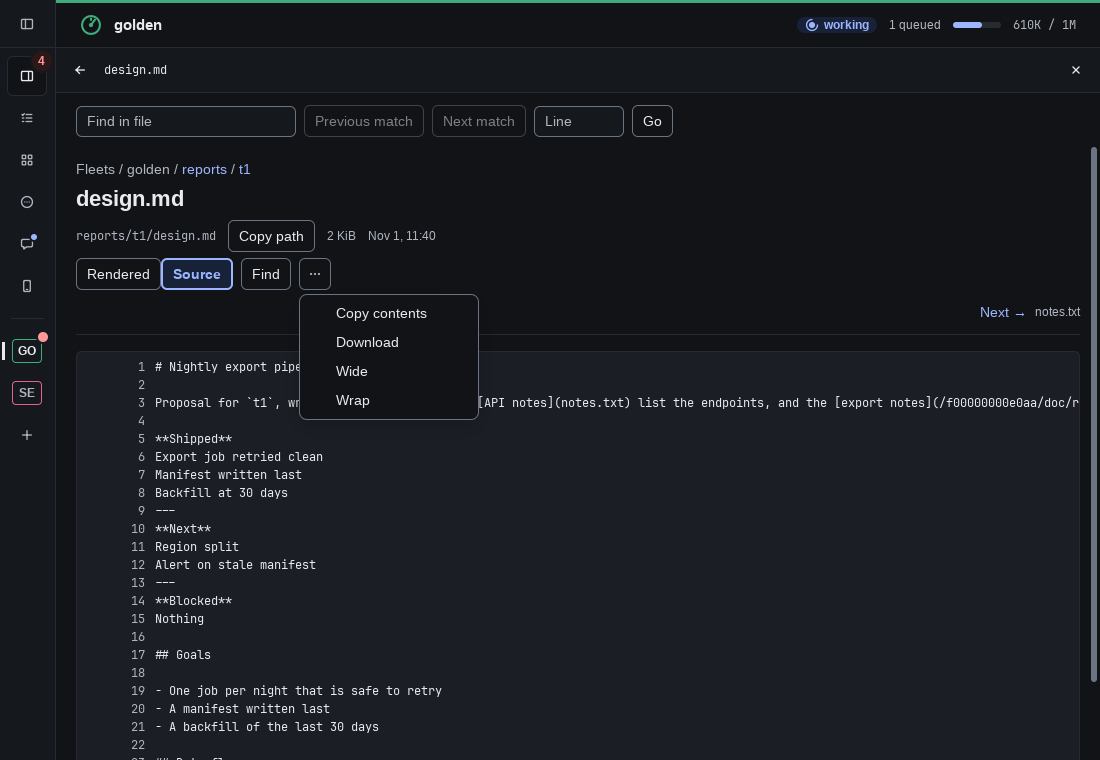 golden
working
1 queued
610K / 1M
4
design.md
Find in file
Previous match
Next match
Line
Go
Fleets / golden / reports / t1
design.md
reports/t1/design.md
Copy path
2 KiB
Nov 1, 11:40
Rendered
Source
Find
Copy contents
Download
Wide
Wrap
Next → notes.txt
GO
SE
1 # Nightly export pipe
2
3 Proposal for `t1`, wr [API notes](notes.txt) list the endpoints, and the [export notes](/f00000000e0aa/doc/r
4
5 **Shipped**
6 Export job retried clean
7 Manifest written last
8 Backfill at 30 days
9 ---
10 **Next**
11 Region split
12 Alert on stale manifest
13 ---
14 **Blocked**
15 Nothing
16
17 ## Goals
18
19 - One job per night that is safe to retry
20 - A manifest written last
21 - A backfill of the last 30 days
22